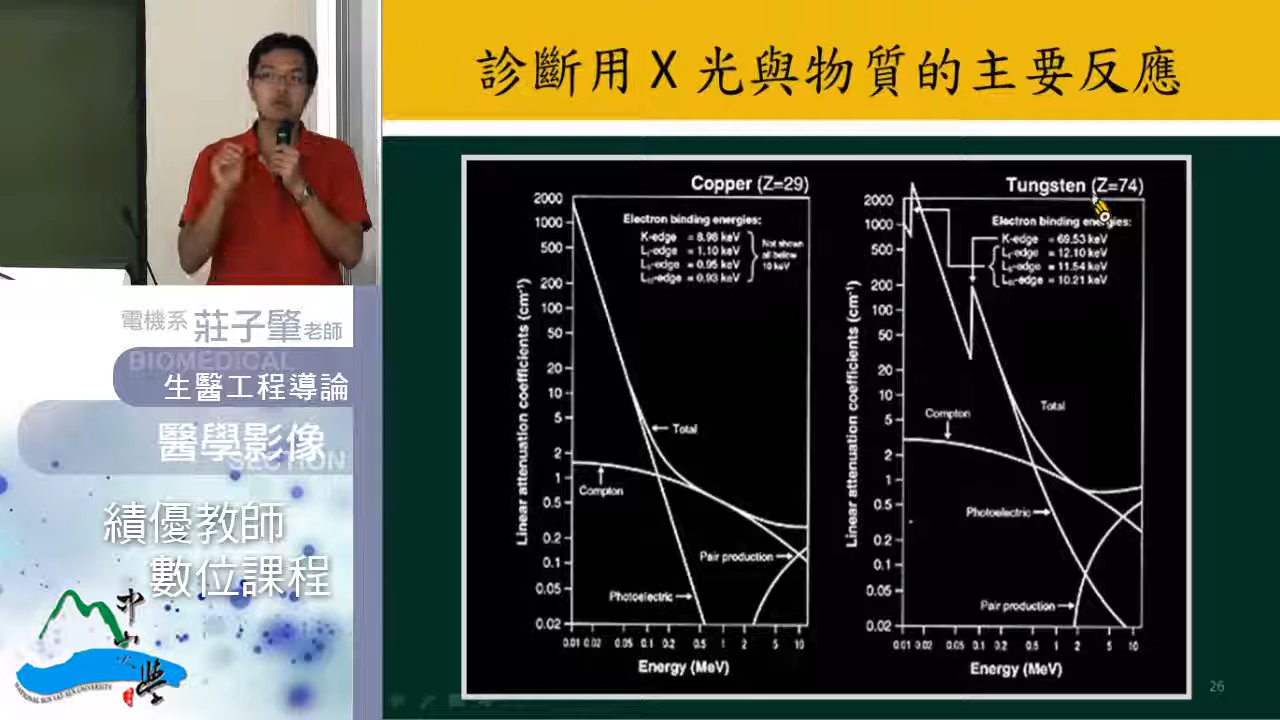 診斷用 X 光與物質的主要反應
電機系 莊子肇 老師
BIOMEDICAL
生醫工程導論
醫學影像
SECTION
績優教師
數位課程
中山大學
NATIONAL SUN YAT-SEN UNIVERSITY
Copper (Z=29)
Electron binding energies:
K-edge = 8.98 keV
L₁-edge = 1.10 keV
L₂-edge = 0.95 keV
L₃-edge = 0.93 keV
Not shown
all below
10 keV
Linear attenuation coefficients (cm⁻¹)
2000
1000
500
200
100
50
20
10
5
2
1
0.5
0.2
0.1
0.05
0.02
Total
Compton
Pair production
Photoelectric
0.01 0.02 0.05 0.1 0.2 0.5 1 2 5 10
Energy (MeV)
Tungsten (Z=74)
Electron binding energies:
K-edge = 69.53 keV
L₁-edge = 12.10 keV
L₂-edge = 11.54 keV
L₃-edge = 10.21 keV
Linear attenuation coefficients (cm⁻¹)
2000
1000
500
200
100
50
20
10
5
2
1
0.5
0.2
0.1
0.05
0.02
Compton
Total
Photoelectric
Pair production
0.01 0.02 0.05 0.1 0.2 0.5 1 2 5 10
Energy (MeV)
26